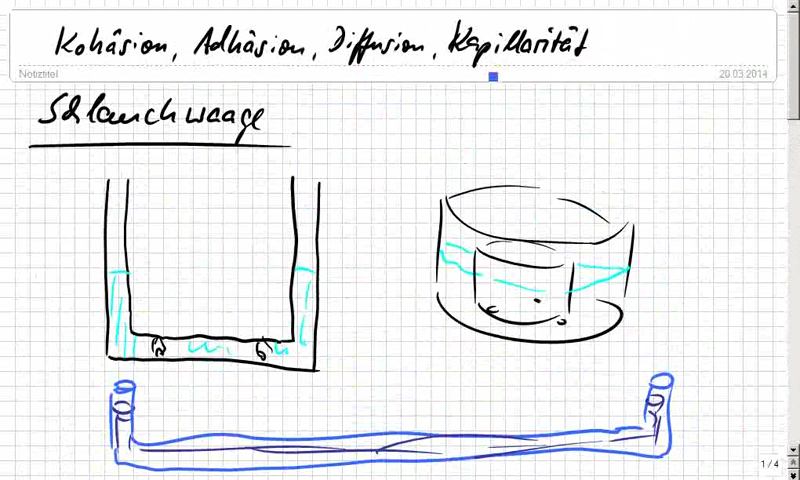 Kohäsion, Adhäsion, Diffusion, Kapillarität
Notiztitel 20.03.2014
Schlauchwaage
1/4